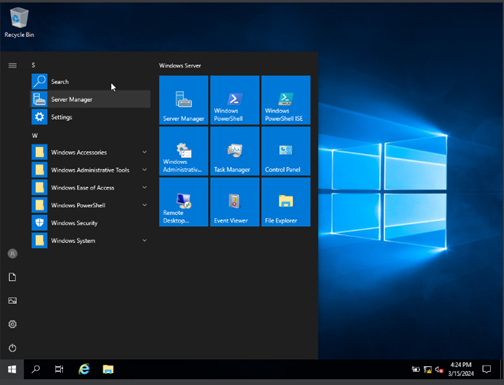 Recycle Bin
S
Search
Server Manager
Settings
W
Windows Accessories
Windows Administrative Tools
Windows Ease of Access
Windows PowerShell
Windows Security
Windows System
Windows Server
Server Manager
Windows
PowerShell
Windows
PowerShell ISE
Windows
Administrativ...
Task Manager
Control Panel
Remote
Desktop...
Event Viewer
File Explorer
4:24 PM
3/15/2024